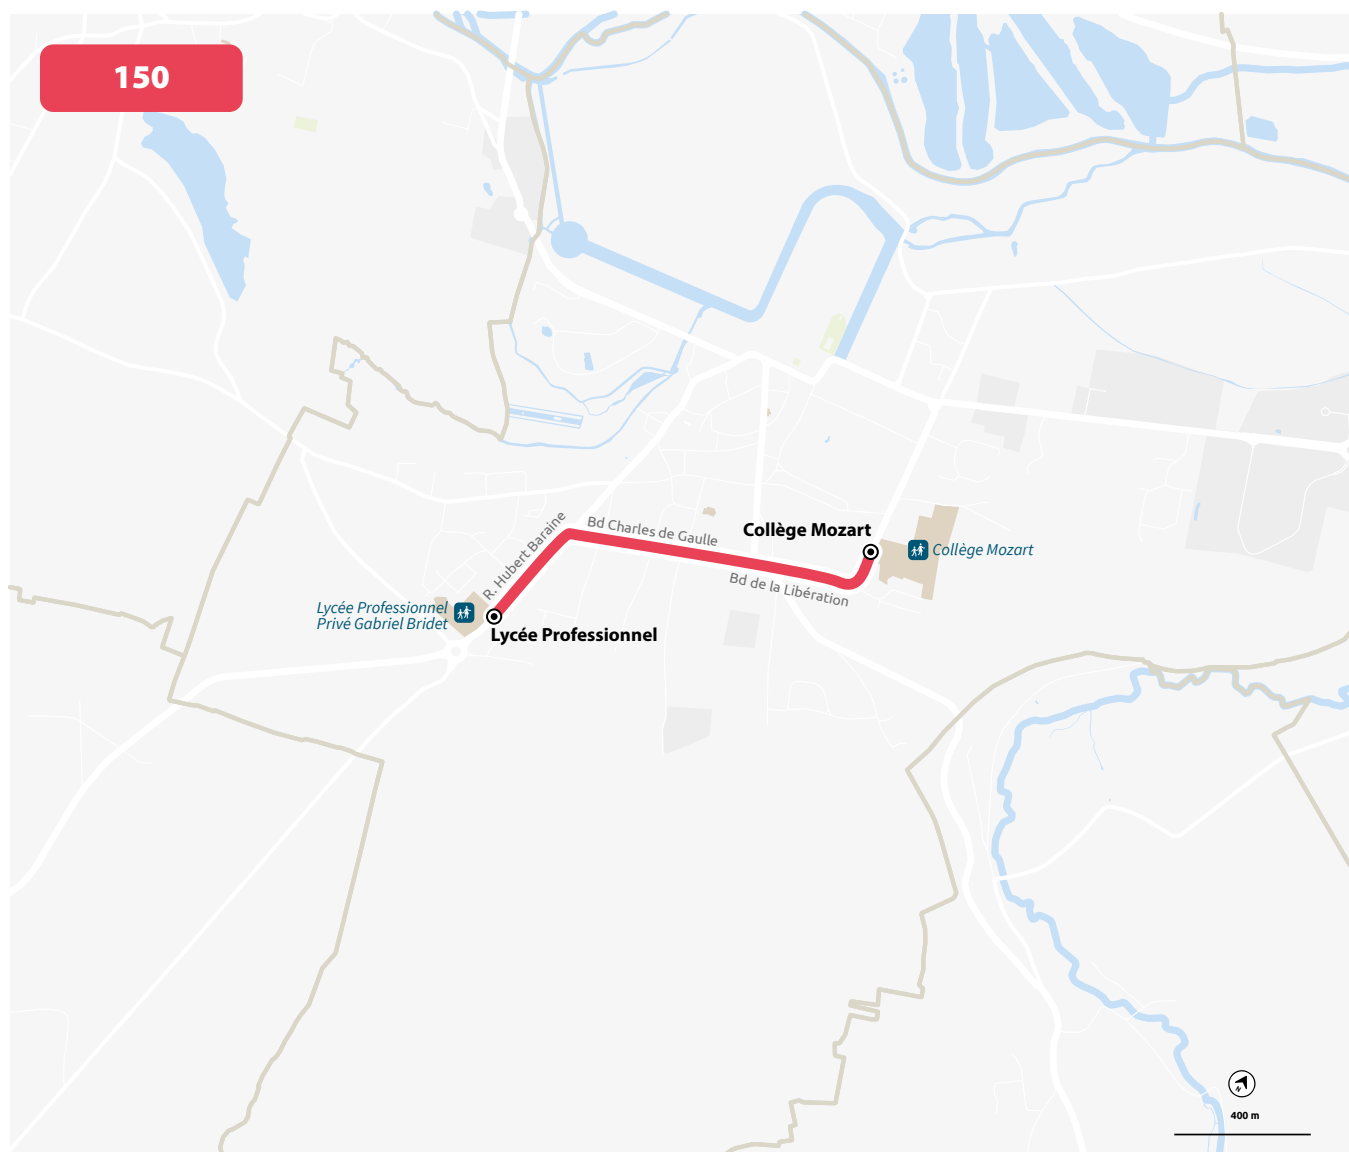 150
Bd Charles de Gaulle
R. Hubert Baraine
Collège Mozart
Collège Mozart
Bd de la Libération
Lycée Professionnel
Privé Gabriel Bridet
Lycée Professionnel
N
400 m